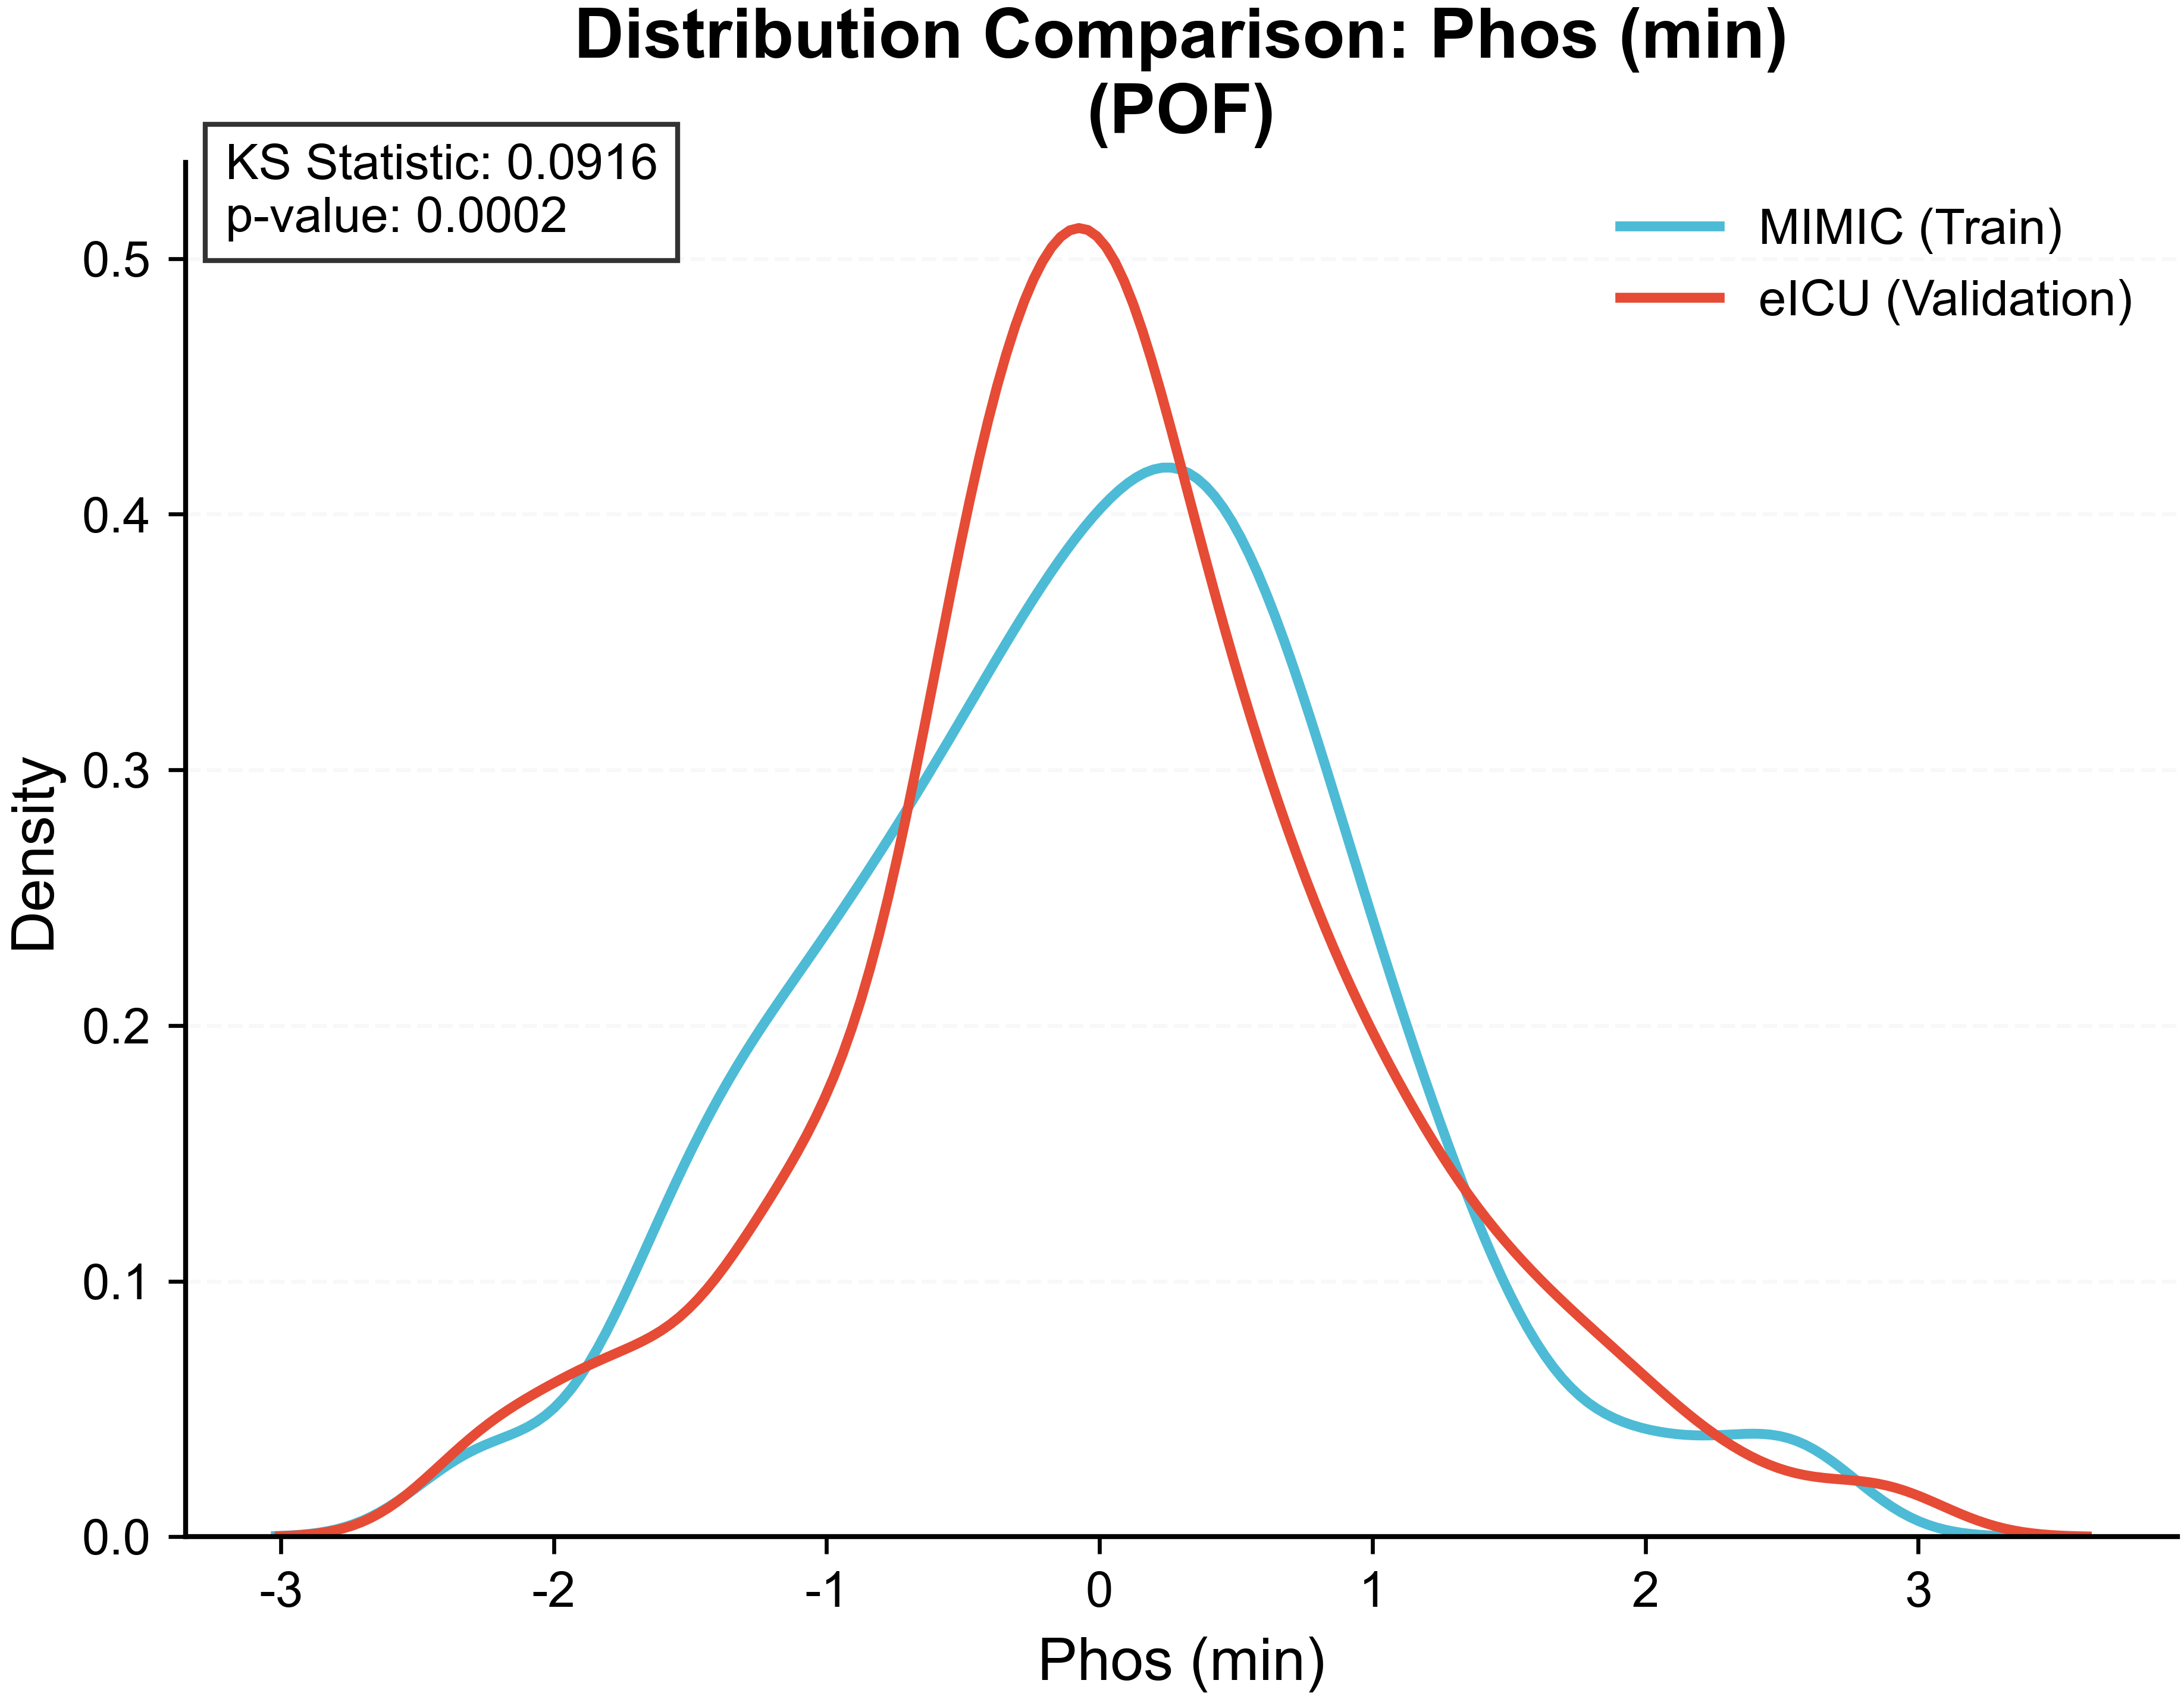 Distribution Comparison: Phos (min)
(POF)
KS Statistic: 0.0916
p-value: 0.0002
MIMIC (Train)
eICU (Validation)
Density
0.5
0.4
0.3
0.2
0.1
0.0
-3
-2
-1
0
1
2
3
Phos (min)